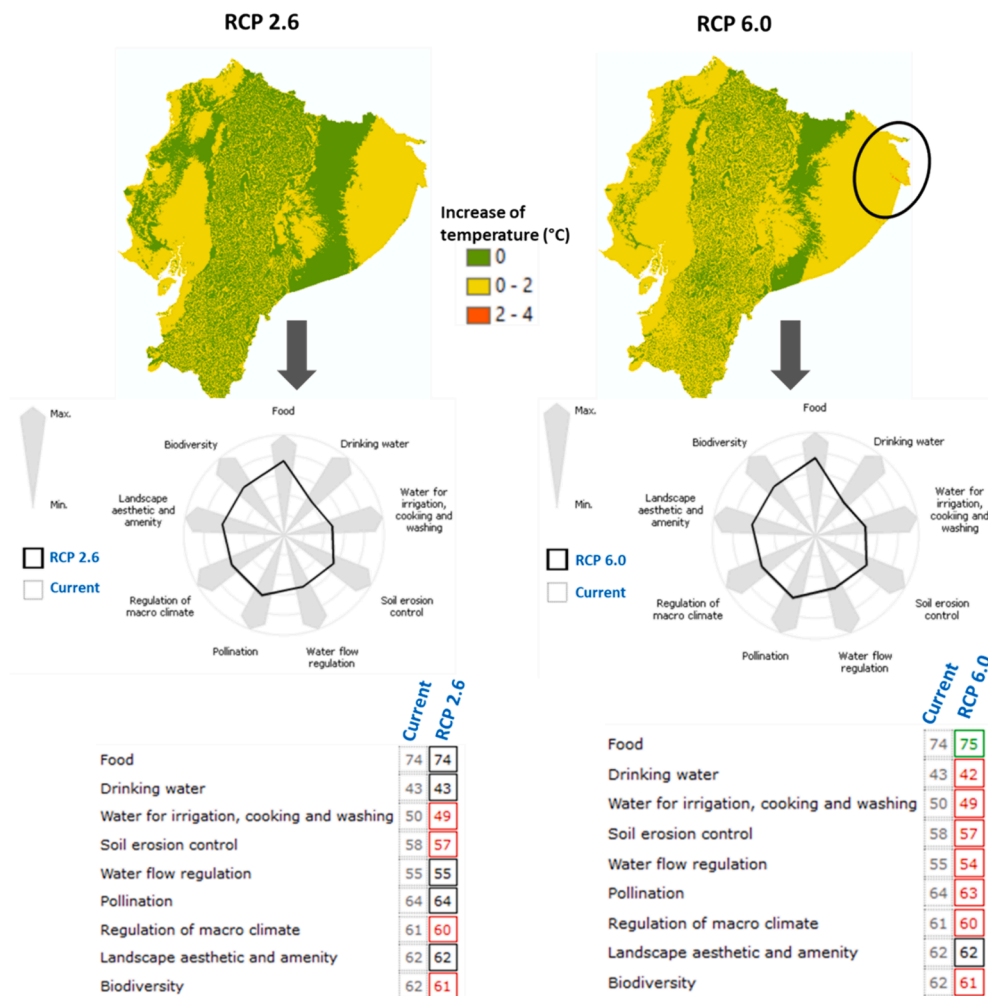 RCP 2.6
RCP 6.0
Increase of
temperature (°C)
0
0 - 2
2 - 4
Max.
Min.
Food
Drinking water
Water for
irrigation,
cooking and
washing
Soil erosion
control
Water flow
regulation
Pollination
Regulation of
macro climate
Landscape
aesthetic and
amenity
Biodiversity
RCP 2.6
Current
Max.
Min.
Food
Drinking water
Water for
irrigation,
cooking and
washing
Soil erosion
control
Water flow
regulation
Pollination
Regulation of
macro climate
Landscape
aesthetic and
amenity
Biodiversity
RCP 6.0
Current
Current RCP 2.6
Food 74 74
Drinking water 43 43
Water for irrigation, cooking and washing 50 49
Soil erosion control 58 57
Water flow regulation 55 55
Pollination 64 64
Regulation of macro climate 61 60
Landscape aesthetic and amenity 62 62
Biodiversity 62 61
Current RCP 6.0
Food 74 75
Drinking water 43 42
Water for irrigation, cooking and washing 50 49
Soil erosion control 58 57
Water flow regulation 55 54
Pollination 64 63
Regulation of macro climate 61 60
Landscape aesthetic and amenity 62 62
Biodiversity 62 61